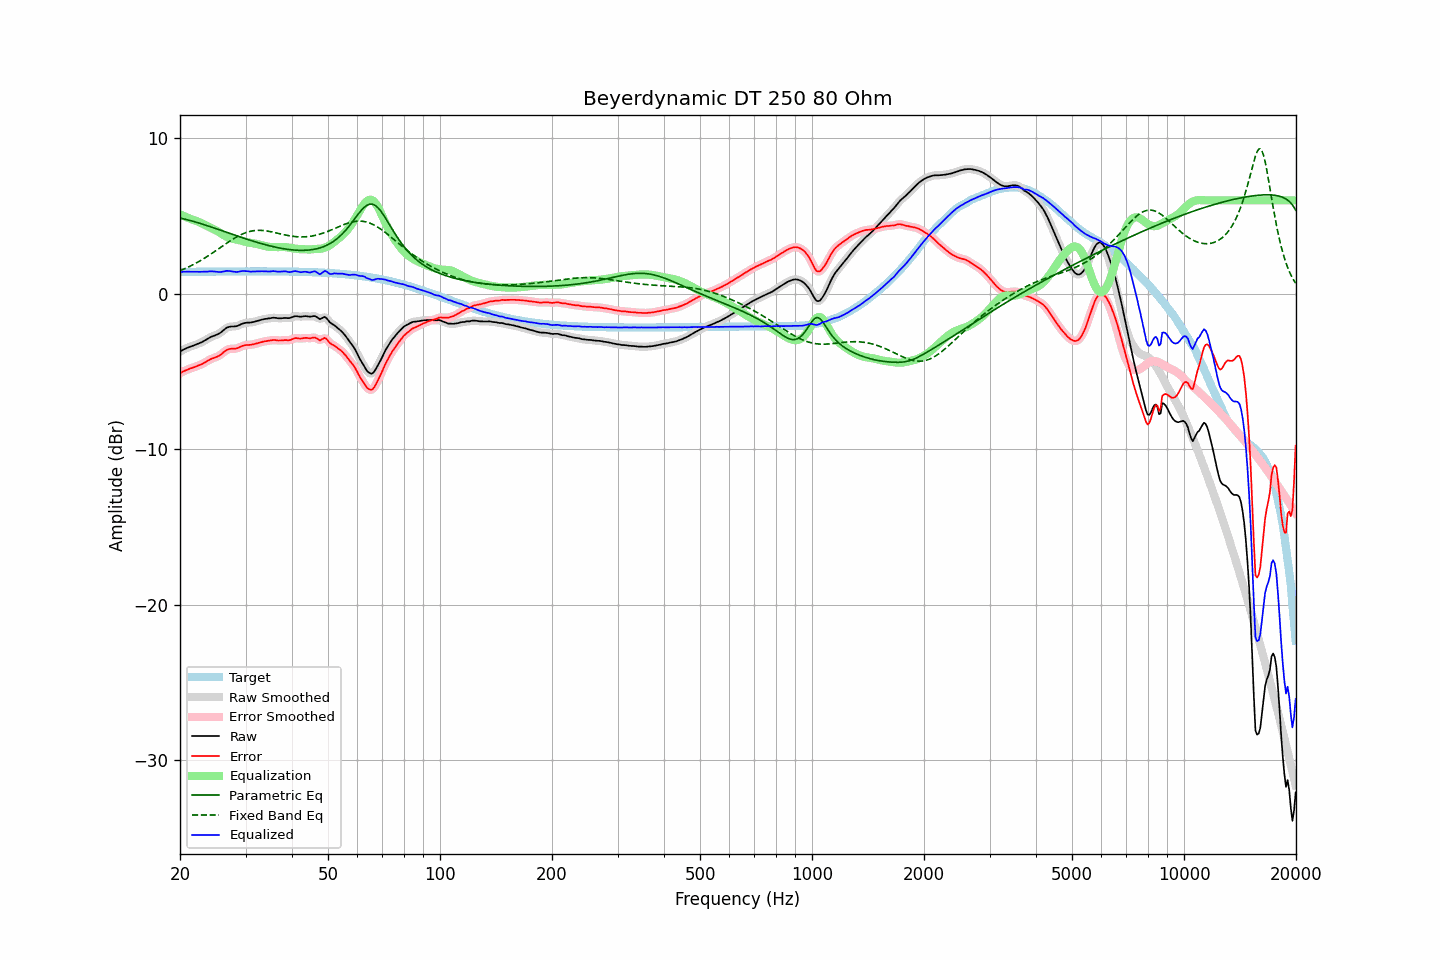 Beyerdynamic DT 250 80 Ohm
10
0
−10
−20
−30
Amplitude (dBr)
Target
Raw Smoothed
Error Smoothed
Raw
Error
Equalization
Parametric Eq
Fixed Band Eq
Equalized
20 50 100 200 500 1000 2000 5000 10000 20000
Frequency (Hz)